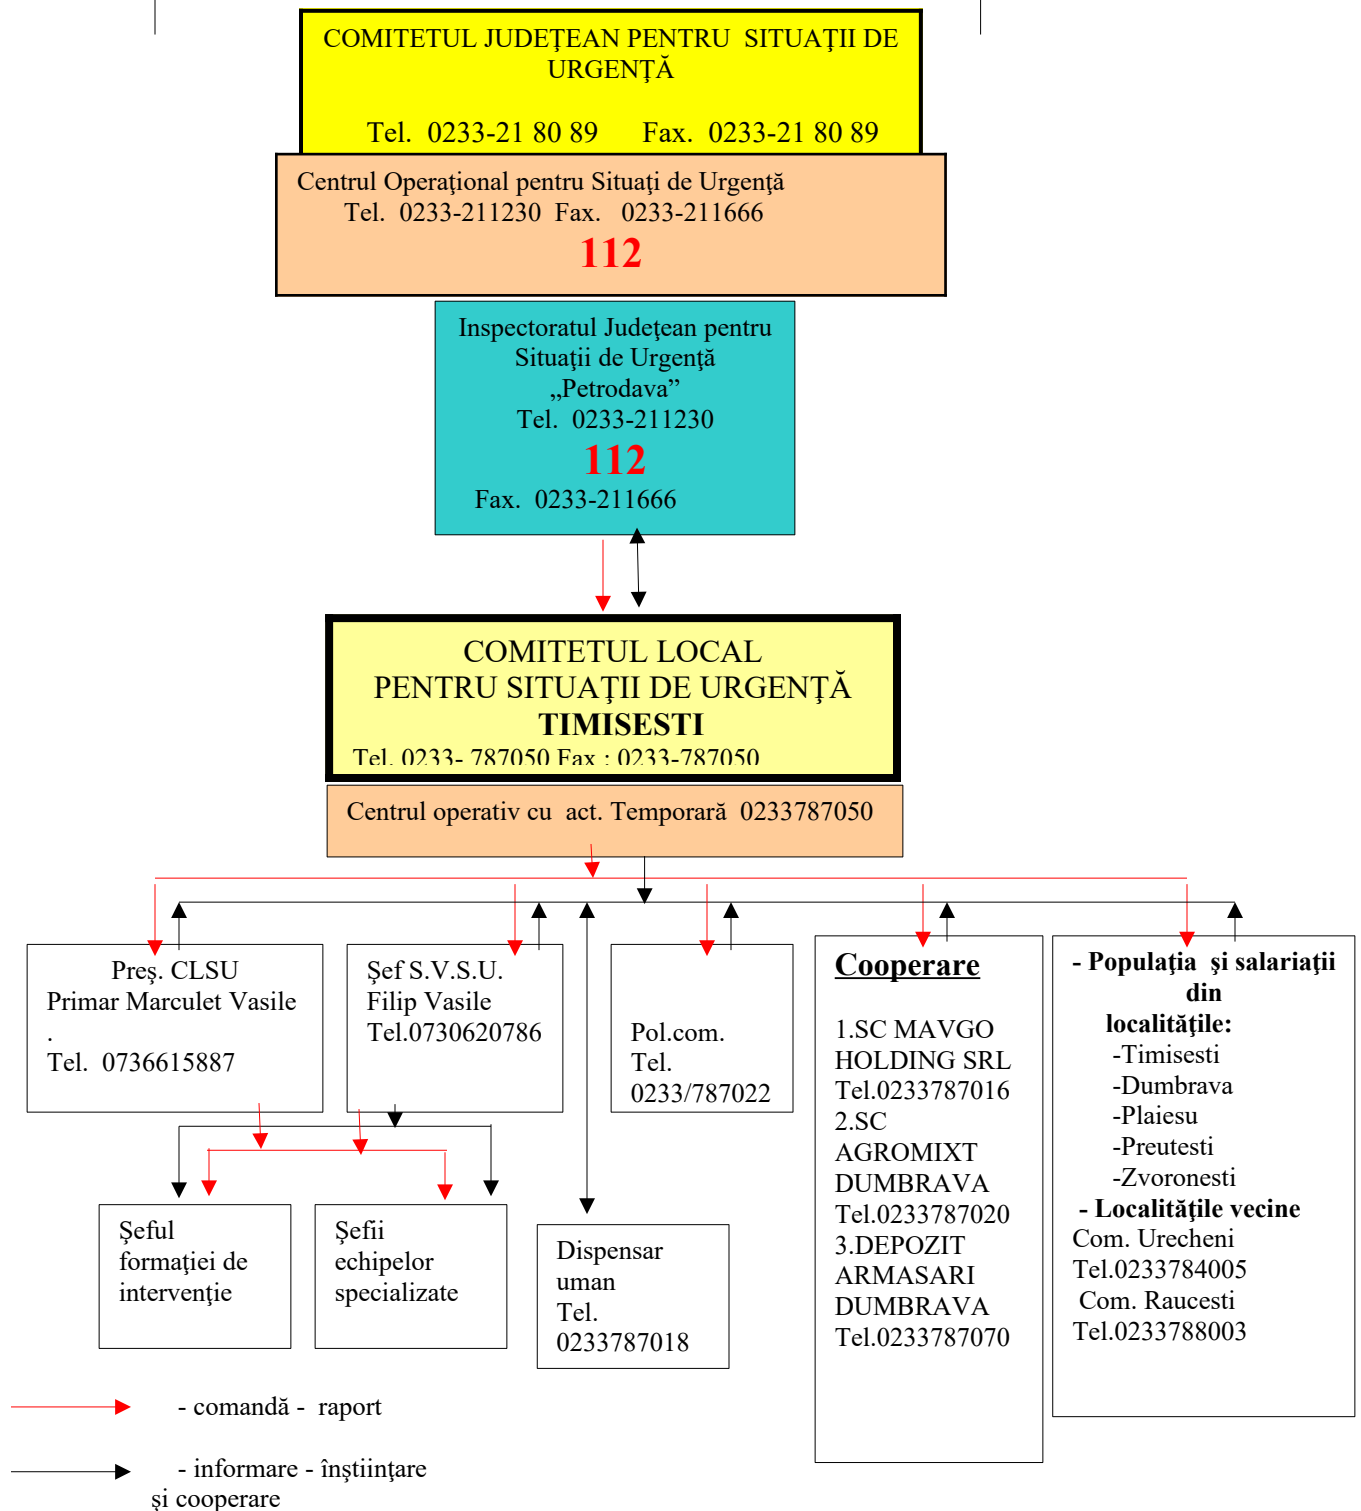 COMITETUL JUDEŢEAN PENTRU SITUAŢII DE
URGENŢĂ
Tel. 0233-21 80 89 Fax. 0233-21 80 89
Centrul Operaţional pentru Situaţi de Urgenţă
Tel. 0233-211230 Fax. 0233-211666
112
Inspectoratul Judeţean pentru
Situaţii de Urgenţă
„Petrodava”
Tel. 0233-211230
112
Fax. 0233-211666
COMITETUL LOCAL
PENTRU SITUAŢII DE URGENŢĂ
TIMISESTI
Tel. 0233- 787050 Fax : 0233-787050
Centrul operativ cu act. Temporară 0233787050
Preş. CLSU
Primar Marculet Vasile
.
Tel. 0736615887
Şef S.V.S.U.
Filip Vasile
Tel.0730620786
Pol.com.
Tel.
0233/787022
Cooperare
1.SC MAVGO
HOLDING SRL
Tel.0233787016
2.SC
AGROMIXT
DUMBRAVA
Tel.0233787020
3.DEPOZIT
ARMASARI
DUMBRAVA
Tel.0233787070
- Populaţia şi salariaţii
din
localităţile:
-Timisesti
-Dumbrava
-Plaiesu
-Preutesti
-Zvoronesti
- Localităţile vecine
Com. Urecheni
Tel.0233784005
Com. Raucesti
Tel.0233788003
Şeful
formaţiei de
intervenţie
Şefii
echipelor
specializate
Dispensar
uman
Tel.
0233787018
- comandă - raport
- informare - înştiinţare
şi cooperare